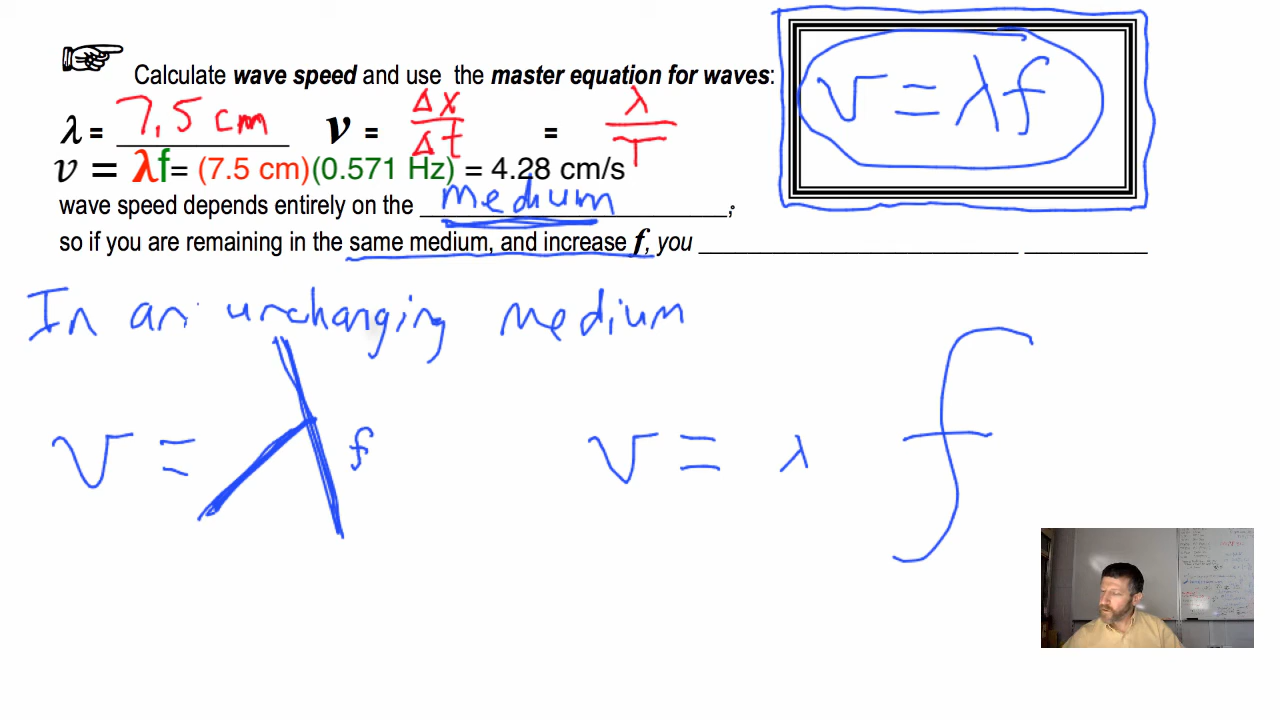 Calculate wave speed and use the master equation for waves:
v = λf
λ = 7.5 cm v = Δx/Δt = λ/T
v = λf= (7.5 cm)(0.571 Hz) = 4.28 cm/s
wave speed depends entirely on the medium;
so if you are remaining in the same medium, and increase f, you
In an unchanging medium
v = λ f v = λ f